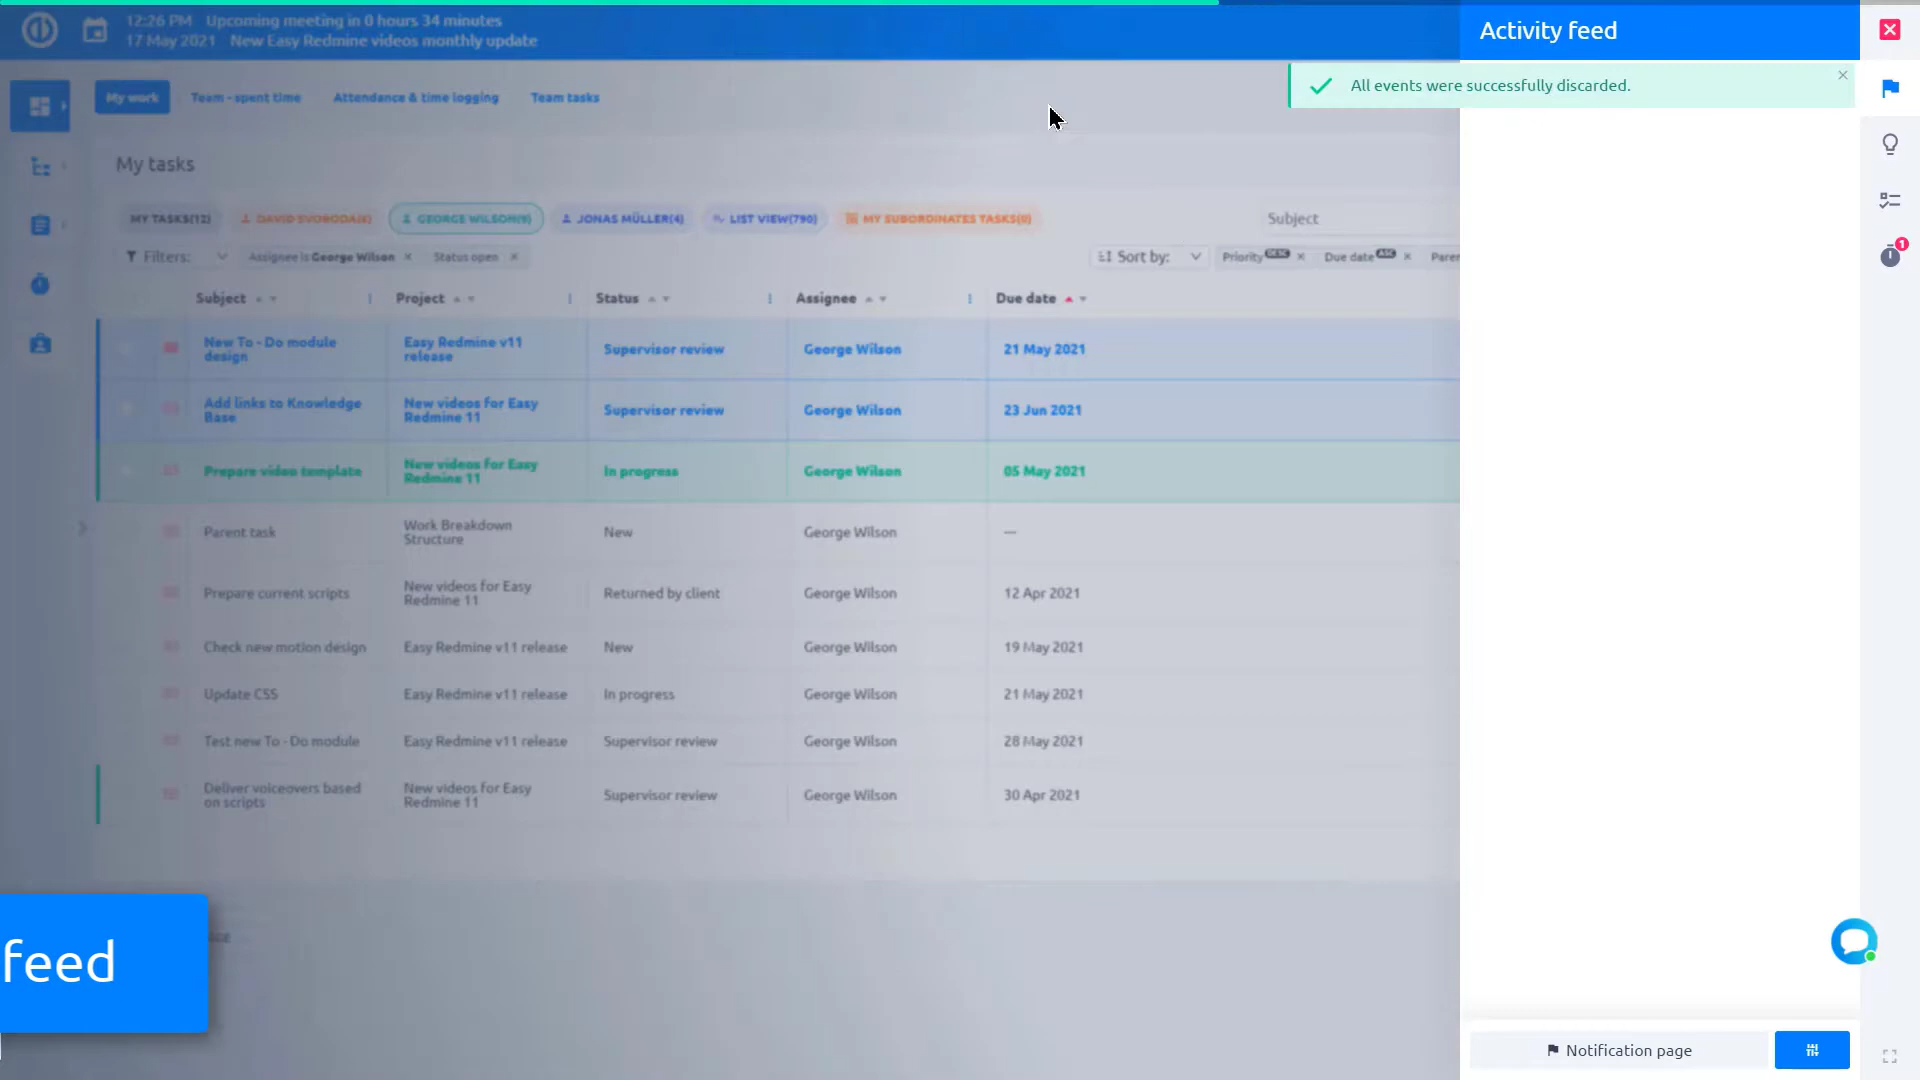 12:26 PM Upcoming meeting in 0 hours 34 minutes
17 May 2021 New Easy Redmine videos monthly update
Activity feed
All events were successfully discarded.
My work Team - spent time Attendance & time logging Team tasks
My tasks
MY TASKS(12) DAVID SVOBODA(6) GEORGE WILSON(9) JONAS MÜLLER(4) LIST VIEW(790) MY SUBORDINATES TASKS(0) Subject
Filters: Assignee is George Wilson Status open Sort by: Priority DESC Due date ASC Paren
Subject Project Status Assignee Due date
New To - Do module
design
Easy Redmine v11
release
Supervisor review George Wilson 21 May 2021
Add links to Knowledge
Base
New videos for Easy
Redmine 11
Supervisor review George Wilson 23 Jun 2021
Prepare video template
New videos for Easy
Redmine 11
In progress George Wilson 05 May 2021
Parent task
Work Breakdown
Structure
New George Wilson —
Prepare current scripts
New videos for Easy
Redmine 11
Returned by client George Wilson 12 Apr 2021
Check new motion design Easy Redmine v11 release New George Wilson 19 May 2021
Update CSS Easy Redmine v11 release In progress George Wilson 21 May 2021
Test new To - Do module Easy Redmine v11 release Supervisor review George Wilson 28 May 2021
Deliver voiceovers based
on scripts
New videos for Easy
Redmine 11
Supervisor review George Wilson 30 Apr 2021
feed
Notification page
1